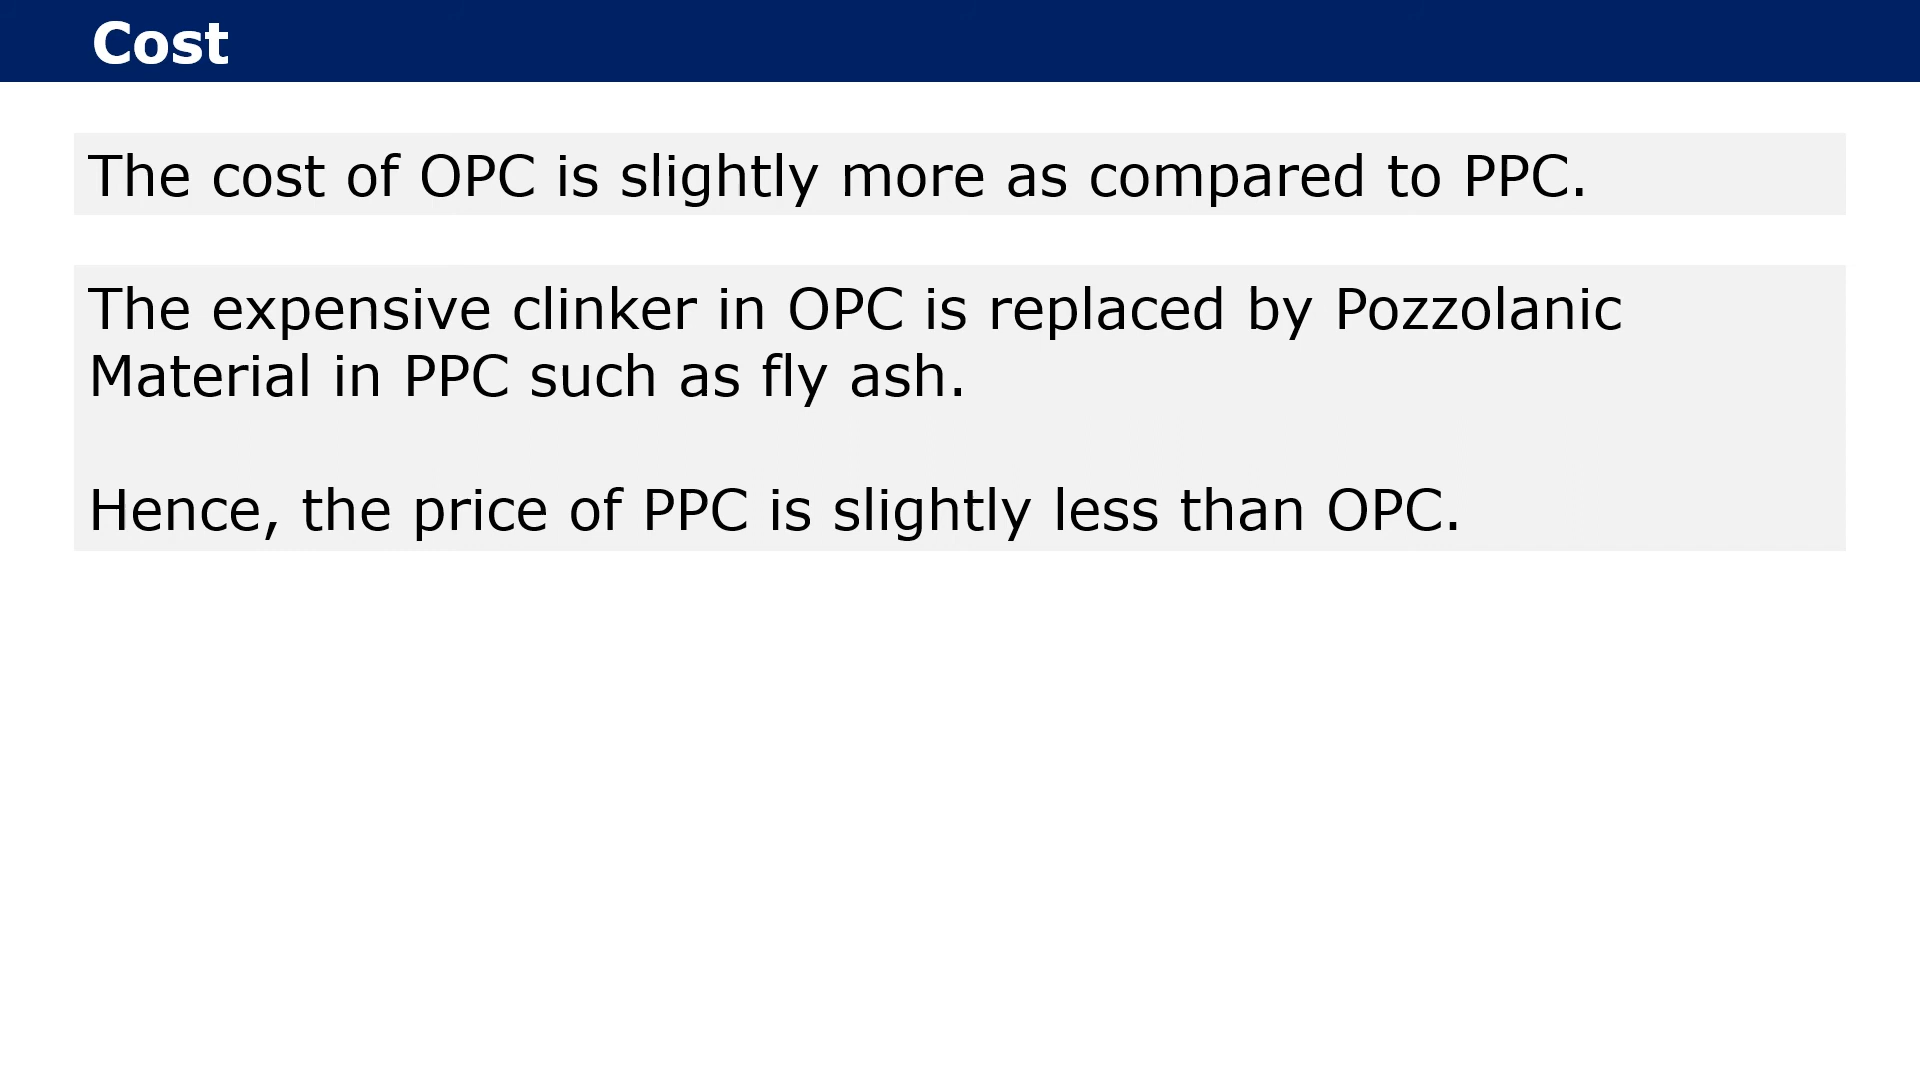 Cost
The cost of OPC is slightly more as compared to PPC.
The expensive clinker in OPC is replaced by Pozzolanic
Material in PPC such as fly ash.
Hence, the price of PPC is slightly less than OPC.